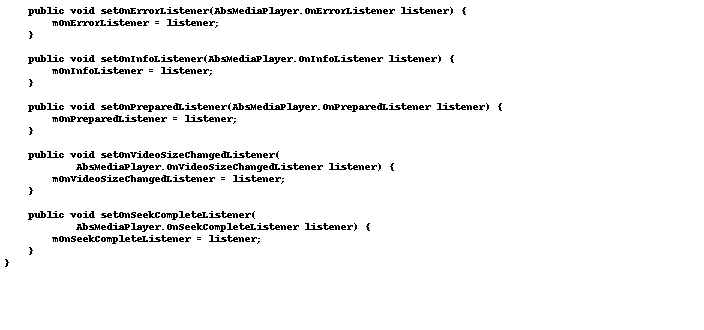 public void setOnErrorListener(AbsMediaPlayer.OnErrorListener listener) {
        mOnErrorListener = listener;
    }

    public void setOnInfoListener(AbsMediaPlayer.OnInfoListener listener) {
        mOnInfoListener = listener;
    }

    public void setOnPreparedListener(AbsMediaPlayer.OnPreparedListener listener) {
        mOnPreparedListener = listener;
    }

    public void setOnVideoSizeChangedListener(
            AbsMediaPlayer.OnVideoSizeChangedListener listener) {
        mOnVideoSizeChangedListener = listener;
    }

    public void setOnSeekCompleteListener(
            AbsMediaPlayer.OnSeekCompleteListener listener) {
        mOnSeekCompleteListener = listener;
    }
}